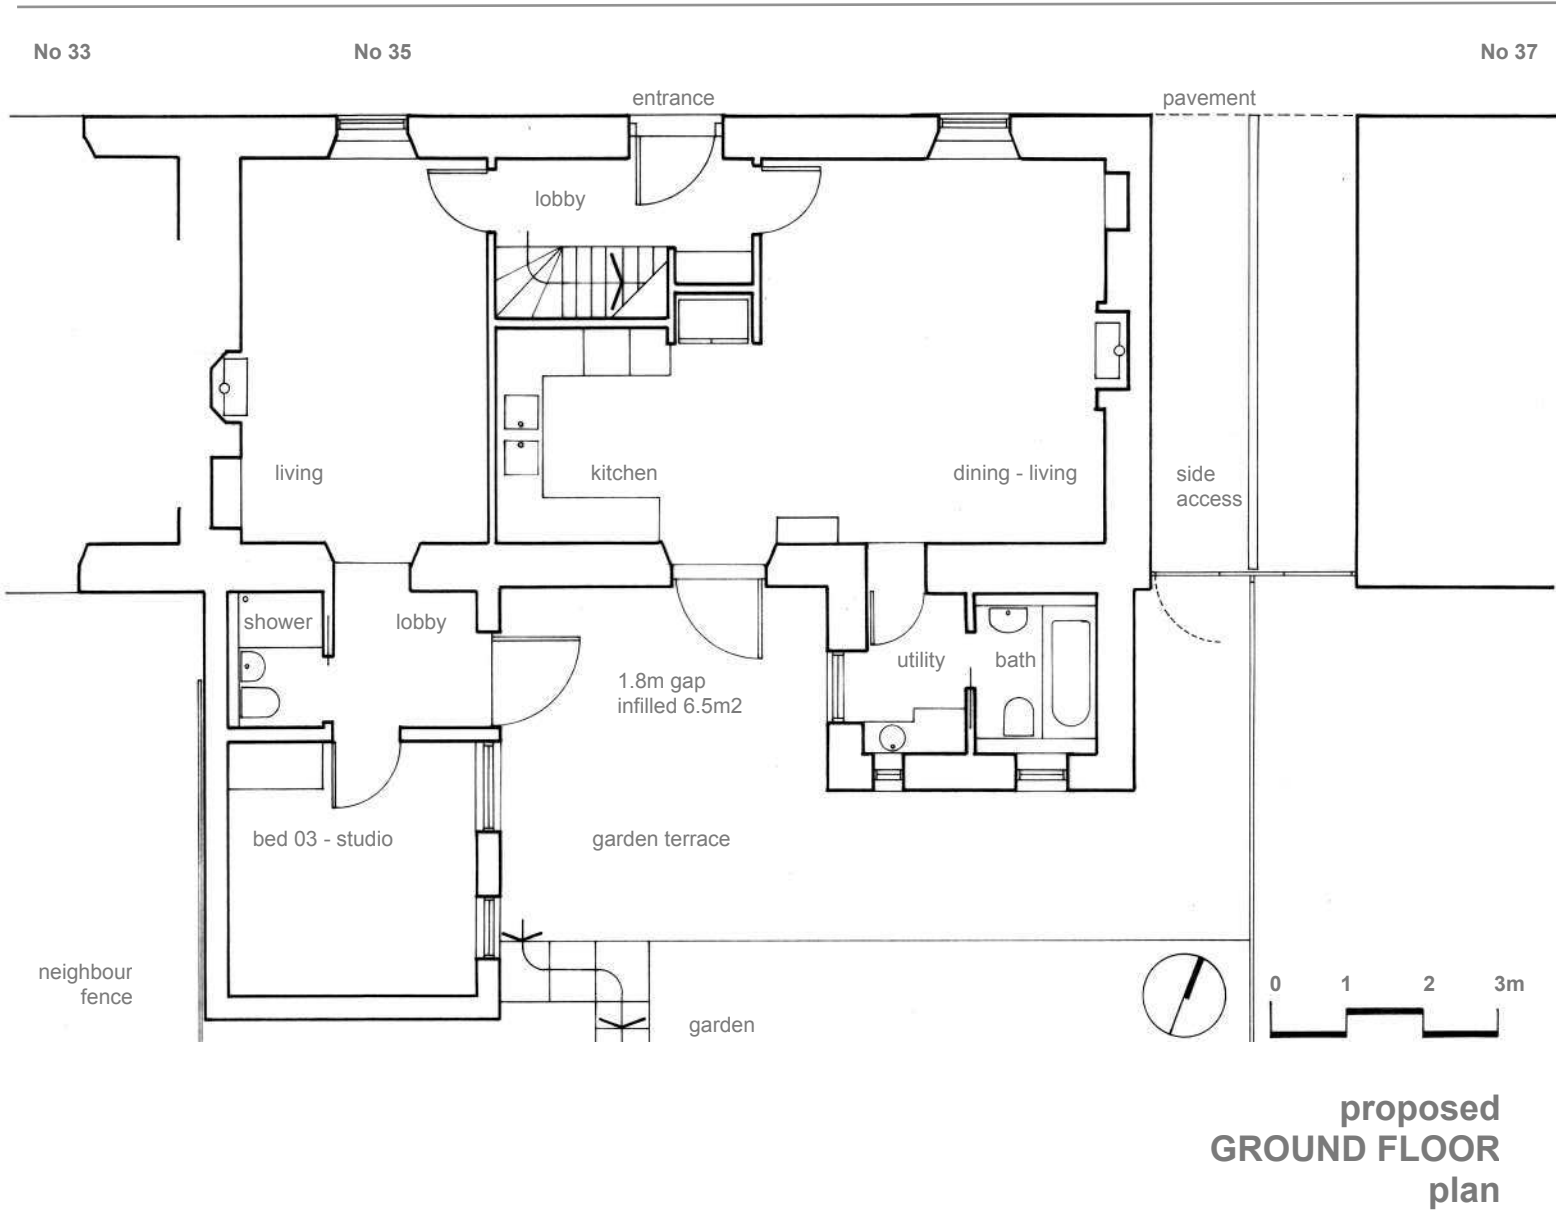 No 33
No 35
No 37
entrance
pavement
lobby
living
kitchen
dining - living
side
access
shower
lobby
1.8m gap
infilled 6.5m2
utility
bath
bed 03 - studio
garden terrace
neighbour
fence
garden
0 1 2 3m
proposed
GROUND FLOOR
plan